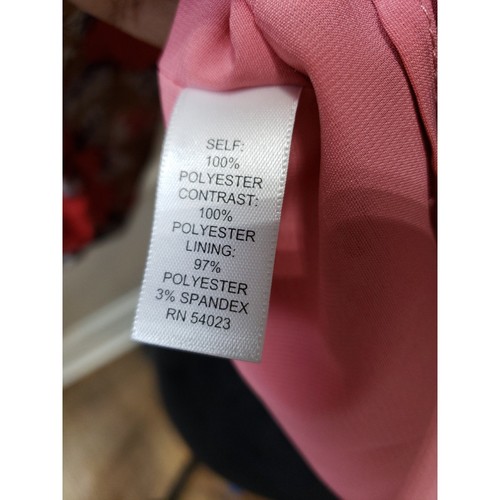 SELF:
100%
POLYESTER
CONTRAST:
100%
POLYESTER
LINING:
97%
POLYESTER
3% SPANDEX
RN 54023